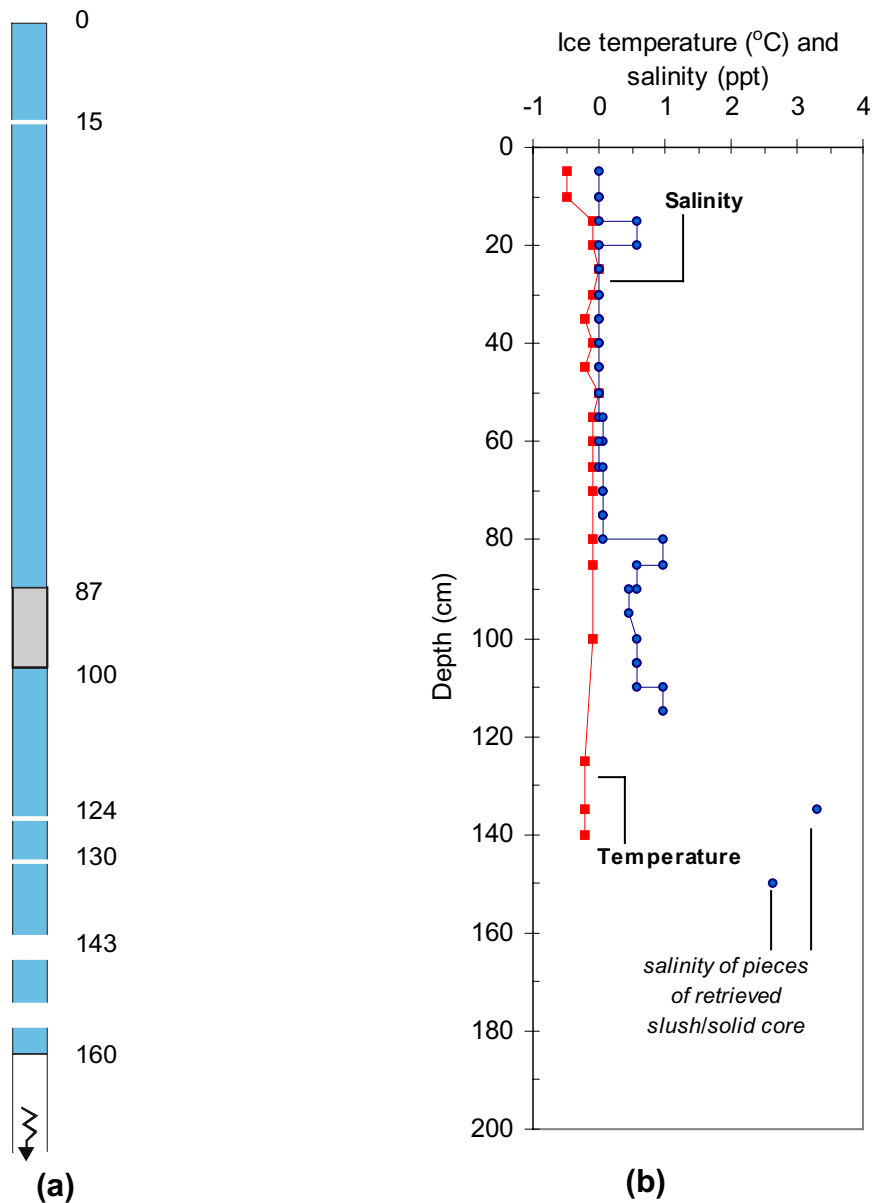 0
15
87
100
124
130
143
160
(a)
Ice temperature (°C) and
salinity (ppt)
-1 0 1 2 3 4
0
20
40
60
80
100
120
140
160
180
200
Depth (cm)
Salinity
Temperature
salinity of pieces
of retrieved
slush/solid core
(b)